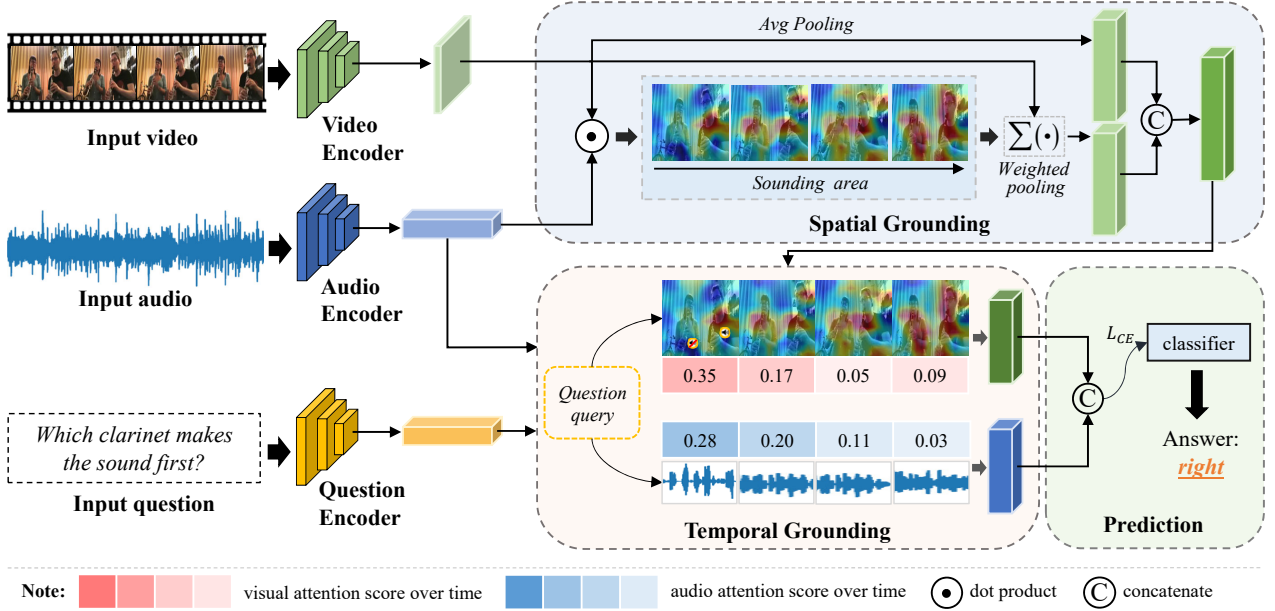 Input video
Video
Encoder
Avg Pooling
Sounding area
∑(·)
Weighted
pooling
C
Spatial Grounding
Input audio
Audio
Encoder
Which clarinet makes
the sound first?
Input question
Question
Encoder
Question
query
0.35 0.17 0.05 0.09
0.28 0.20 0.11 0.03
Temporal Grounding
C
L_CE
classifier
Answer:
right
Prediction
Note:
visual attention score over time
audio attention score over time
dot product
C concatenate